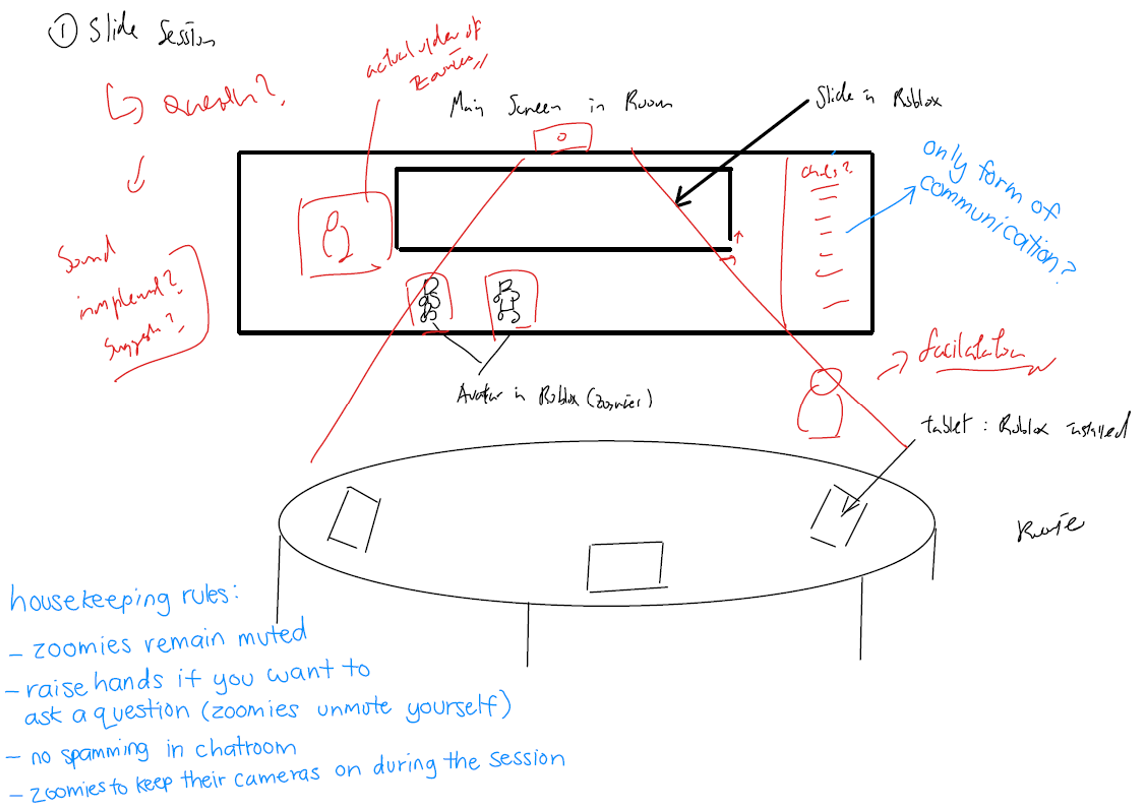 ① Slide Session
↳ Question?
actual video of
Zoomies
Main Screen in Room
Slide in Roblox
chats?
only form of
communication?
Sound
implement?
Suggest?
Avatar in Roblox (zoomies)
facilitator
tablet : Roblox installed
housekeeping rules:
- zoomies remain muted
- raise hands if you want to
ask a question (zoomies unmute yourself)
- no spamming in chatroom
- zoomies to keep their cameras on during the session